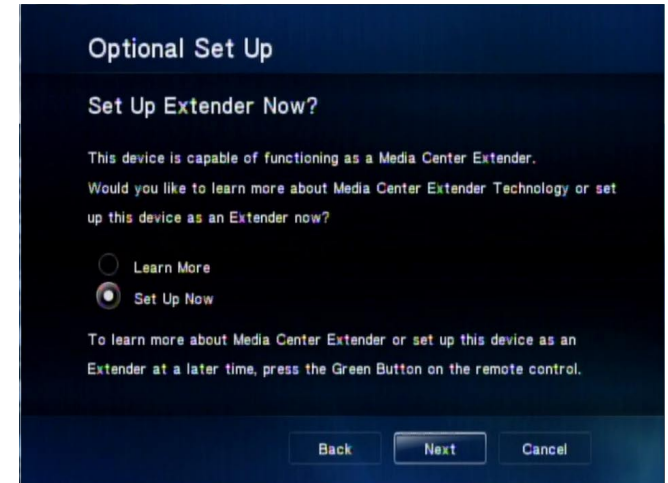 Optional Set Up
Set Up Extender Now?
This device is capable of functioning as a Media Center Extender.
Would you like to learn more about Media Center Extender Technology or set
up this device as an Extender now?
Learn More
Set Up Now
To learn more about Media Center Extender or set up this device as an
Extender at a later time, press the Green Button on the remote control.
Back Next Cancel